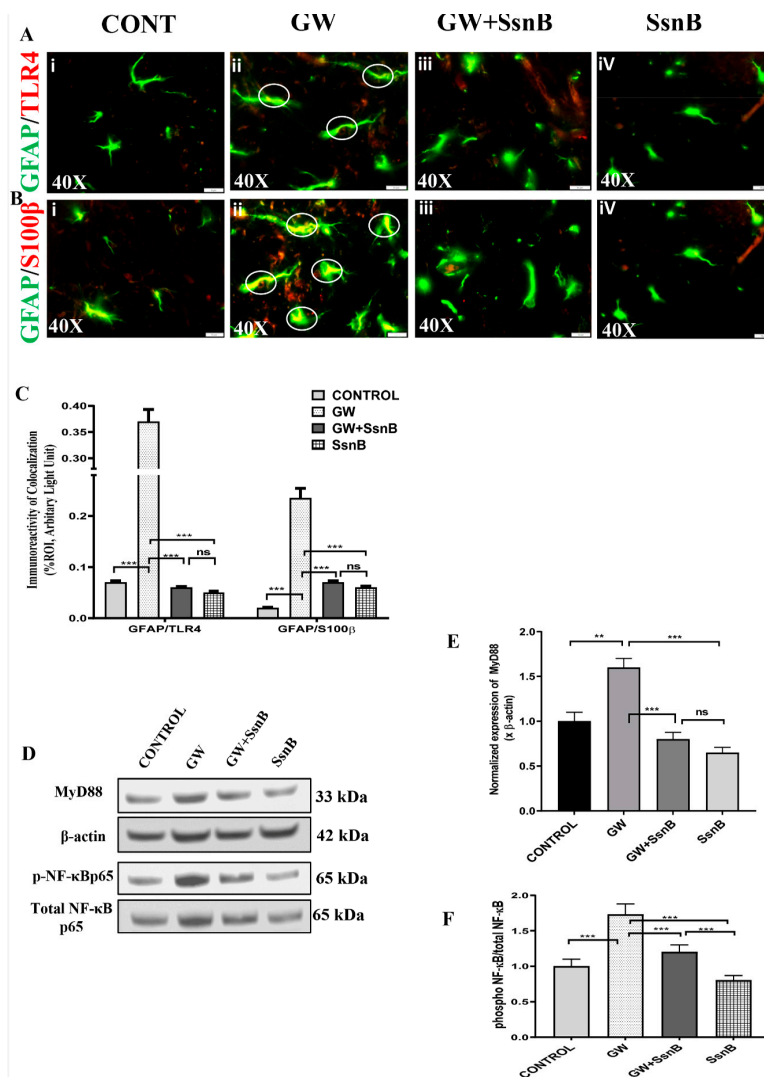 CONT GW GW+SsnB SsnB
A
GFAP/TLR4
i ii iii iV
40X 40X 40X 40X
B
GFAP/S100β
i ii iii iV
40X 40X 40X 40X
C
Immunoreactivity of Colocalization
(%ROI, Arbitary Light Unit)
0.40
0.30
0.2
0.1
0.0
CONTROL
GW
GW+SsnB
SsnB
*** *** *** ns
*** *** *** ns
GFAP/TLR4 GFAP/S100β
D
CONTROL GW GW+SsnB SsnB
MyD88 33 kDa
β-actin 42 kDa
p-NF-κBp65 65 kDa
Total NF-κB 65 kDa
p65
E
Normalized expression of MyD88
(x β-actin)
2.0
1.5
1.0
0.5
0.0
** ***
*** ns
CONTROL GW GW+SsnB SsnB
F
phospho NF-κB/total NF-κB
2.0
1.5
1.0
0.5
0.0
***
*** *** ***
CONTROL GW GW+SsnB SsnB